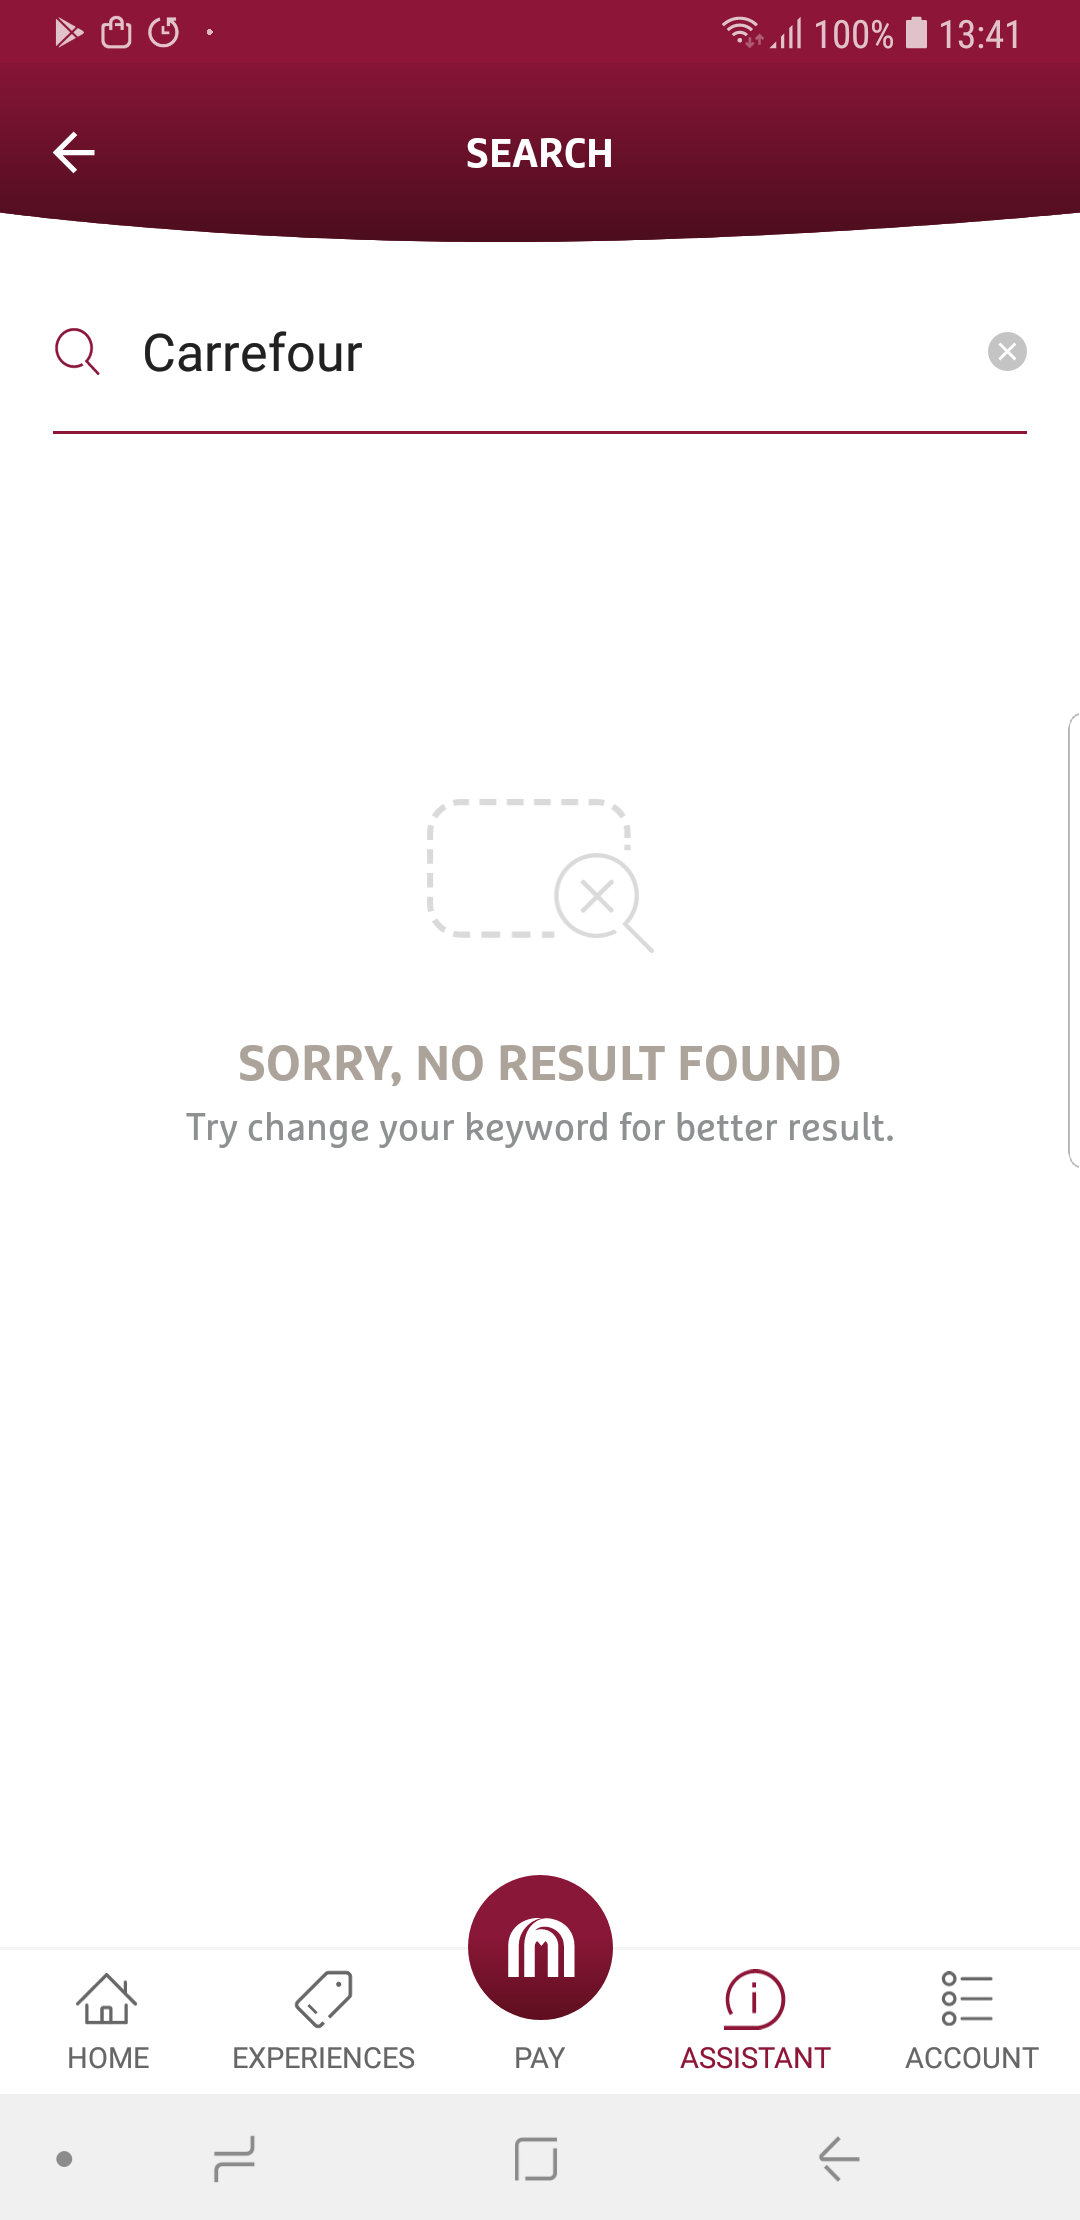 100% 13:41
SEARCH
Carrefour
SORRY, NO RESULT FOUND
Try change your keyword for better result.
HOME EXPERIENCES PAY ASSISTANT ACCOUNT